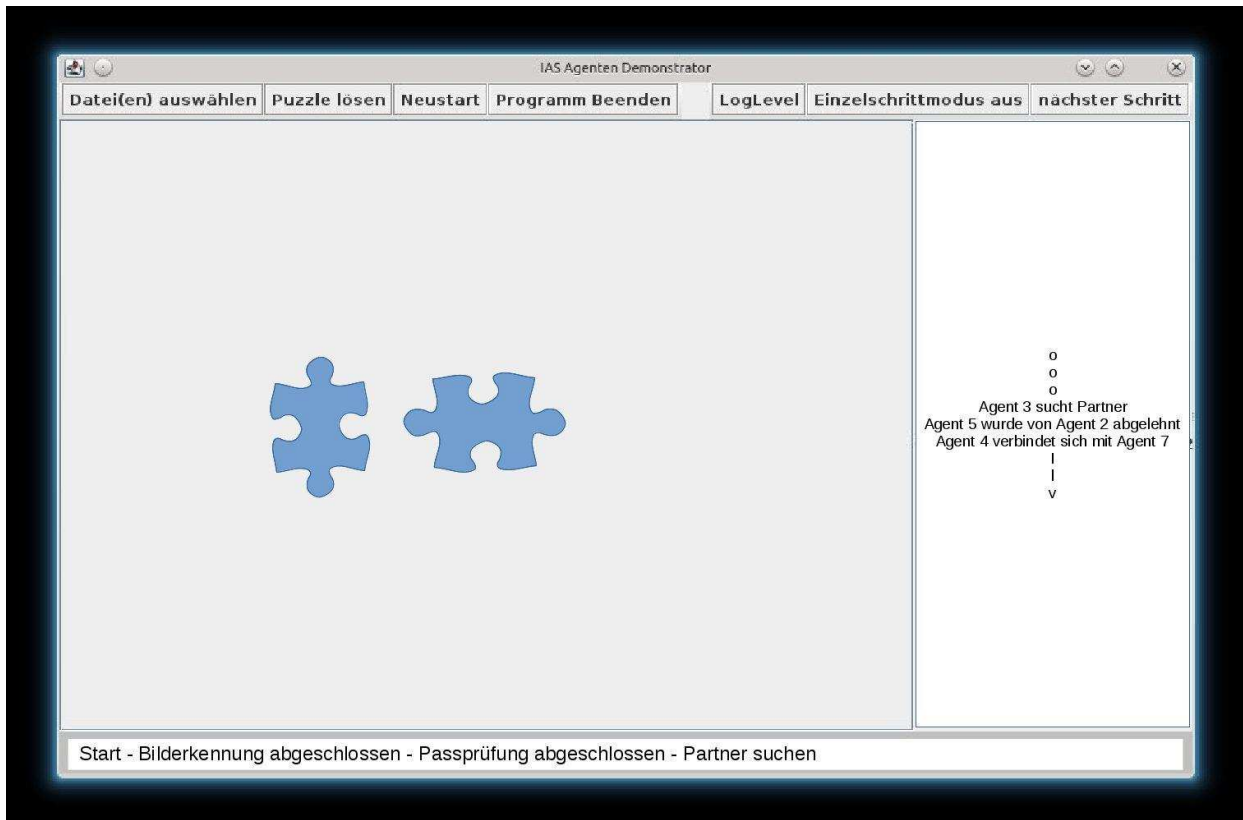 IAS Agenten Demonstrator
Datei(en) auswählen Puzzle lösen Neustart Programm Beenden LogLevel Einzelschrittmodus aus nächster Schritt
o
o
o
Agent 3 sucht Partner
Agent 5 wurde von Agent 2 abgelehnt
Agent 4 verbindet sich mit Agent 7
|
|
v
Start - Bilderkennung abgeschlossen - Passprüfung abgeschlossen - Partner suchen